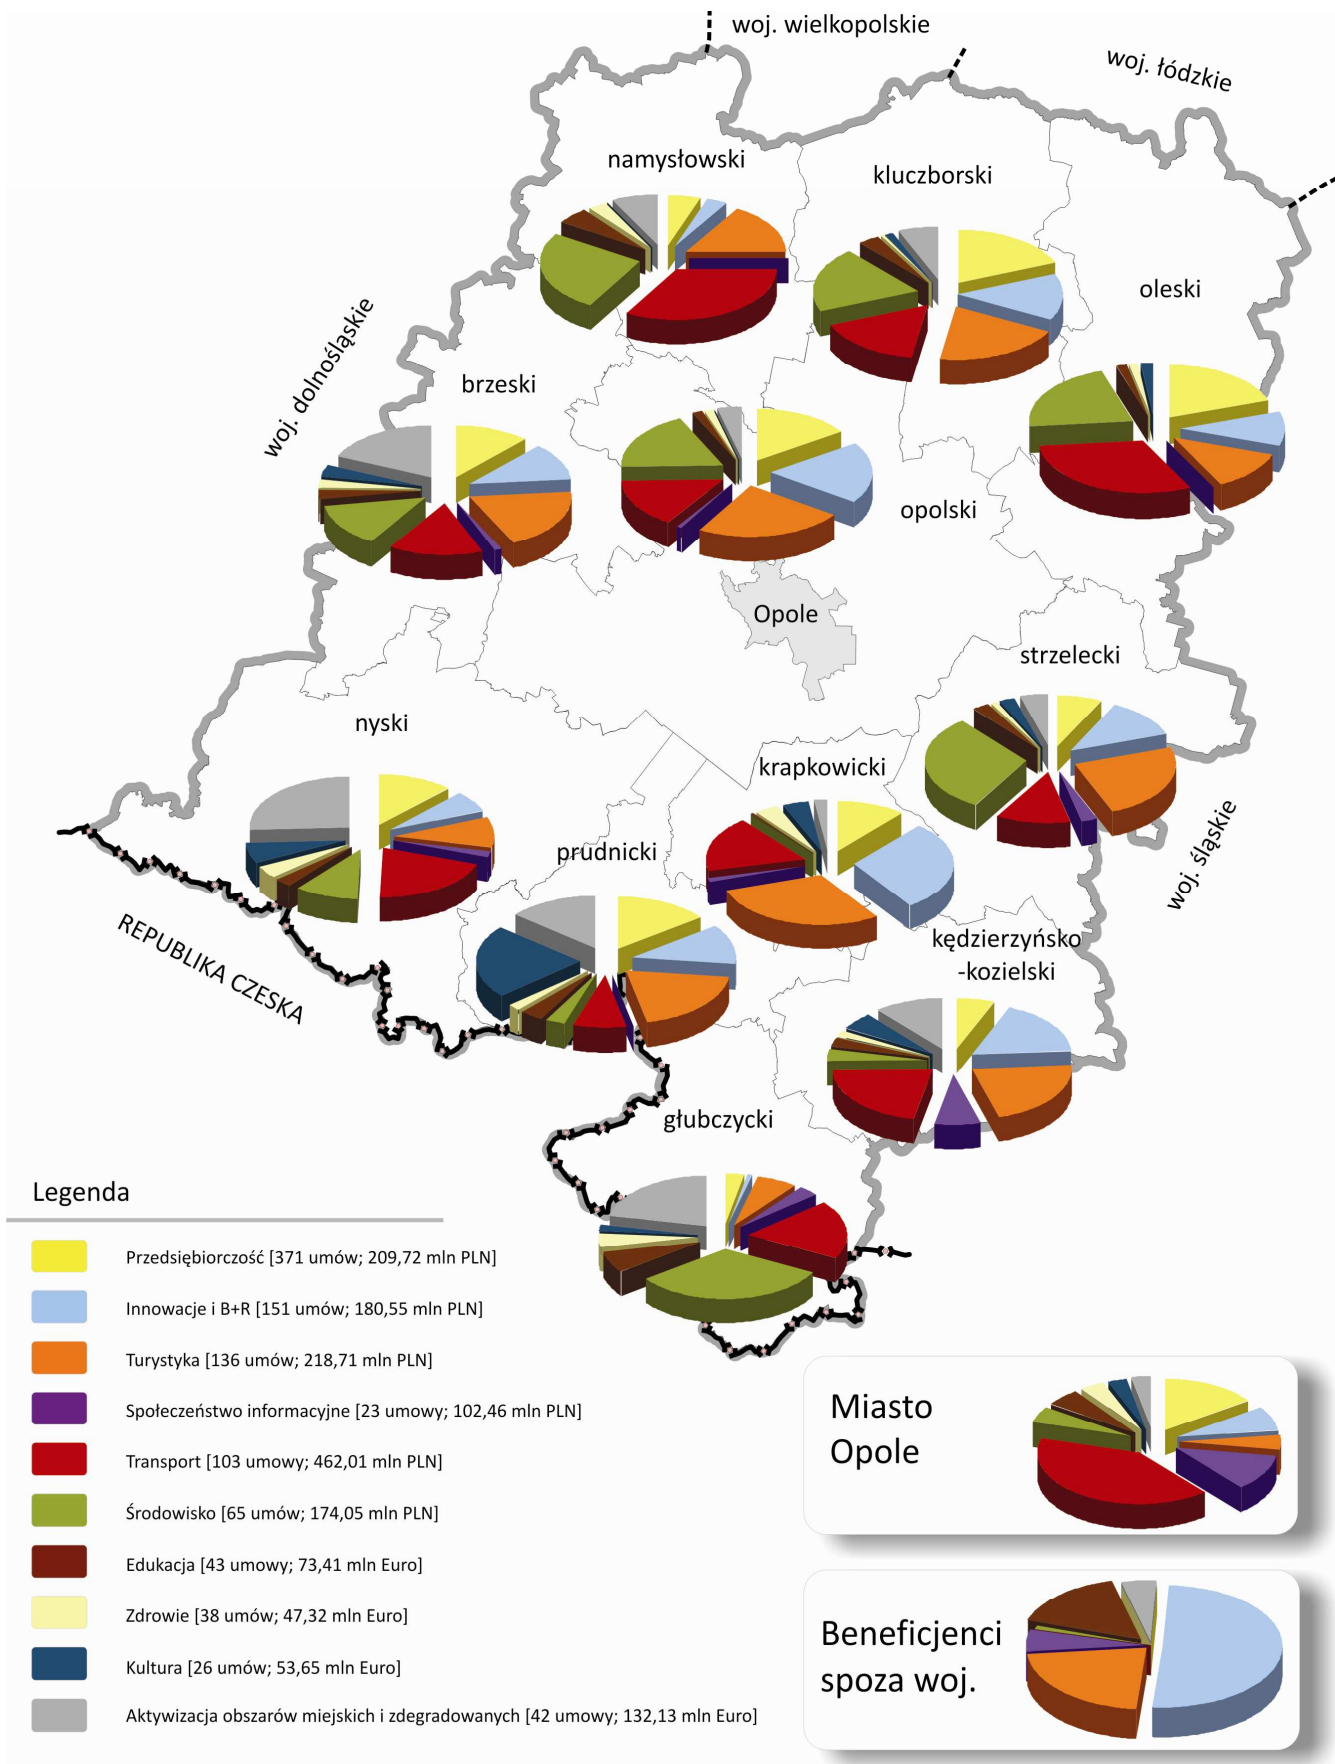 woj. wielkopolskie
woj. łódzkie
namysłowski
kluczborski
oleski
woj. dolnośląskie
brzeski
opolski
Opole
strzelecki
nyski
krapkowicki
woj. śląskie
prudnicki
REPUBLIKA CZESKA
kędzierzyńsko
-kozielski
głubczycki
Legenda
Przedsiębiorczość [371 umów; 209,72 mln PLN]
Innowacje i B+R [151 umów; 180,55 mln PLN]
Turystyka [136 umów; 218,71 mln PLN]
Społeczeństwo informacyjne [23 umowy; 102,46 mln PLN]
Transport [103 umowy; 462,01 mln PLN]
Środowisko [65 umów; 174,05 mln PLN]
Edukacja [43 umowy; 73,41 mln Euro]
Zdrowie [38 umów; 47,32 mln Euro]
Kultura [26 umów; 53,65 mln Euro]
Aktywizacja obszarów miejskich i zdegradowanych [42 umowy; 132,13 mln Euro]
Miasto
Opole
Beneficjenci
spoza woj.